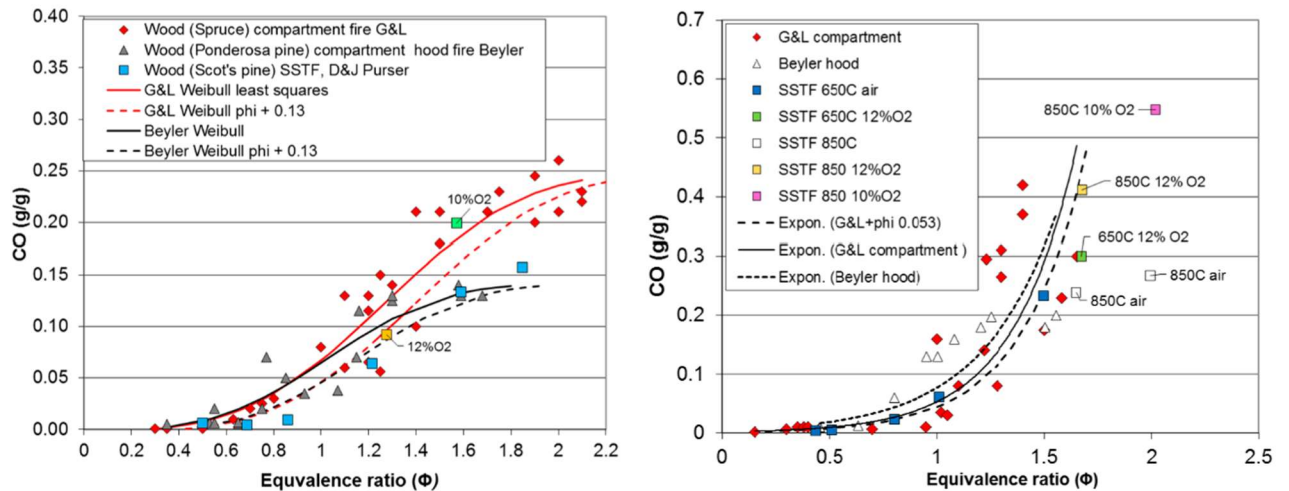 0.40
0.35
0.30
0.25
0.20
0.15
0.10
0.05
0.00
CO (g/g)
Wood (Spruce) compartment fire G&L
Wood (Ponderosa pine) compartment hood fire Beyler
Wood (Scot's pine) SSTF, D&J Purser
G&L Weibull least squares
G&L Weibull phi + 0.13
Beyler Weibull
Beyler Weibull phi + 0.13
10%O2
12%O2
0 0.2 0.4 0.6 0.8 1 1.2 1.4 1.6 1.8 2 2.2
Equvalence ratio (Φ)
0.7
0.6
0.5
0.4
0.3
0.2
0.1
0
CO (g/g)
G&L compartment
Beyler hood
SSTF 650C air
SSTF 650C 12%O2
SSTF 850C
SSTF 850 12%O2
SSTF 850 10%O2
Expon. (G&L+phi 0.053)
Expon. (G&L compartment )
Expon. (Beyler hood)
850C 10% O2
850C 12% O2
650C 12% O2
850C air
850C air
0 0.5 1 1.5 2 2.5
Equivalence ratio (Φ)